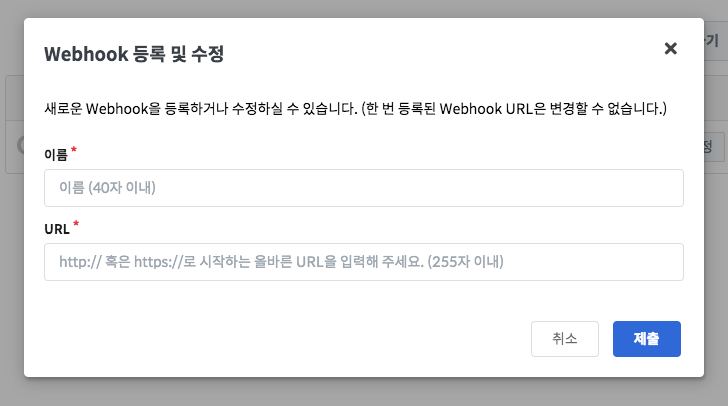 Webhook 등록 및 수정
새로운 Webhook을 등록하거나 수정하실 수 있습니다. (한 번 등록된 Webhook URL은 변경할 수 없습니다.)
이름 *
이름 (40자 이내)
URL *
http:// 혹은 https://로 시작하는 올바른 URL을 입력해 주세요. (255자 이내)
취소
제출